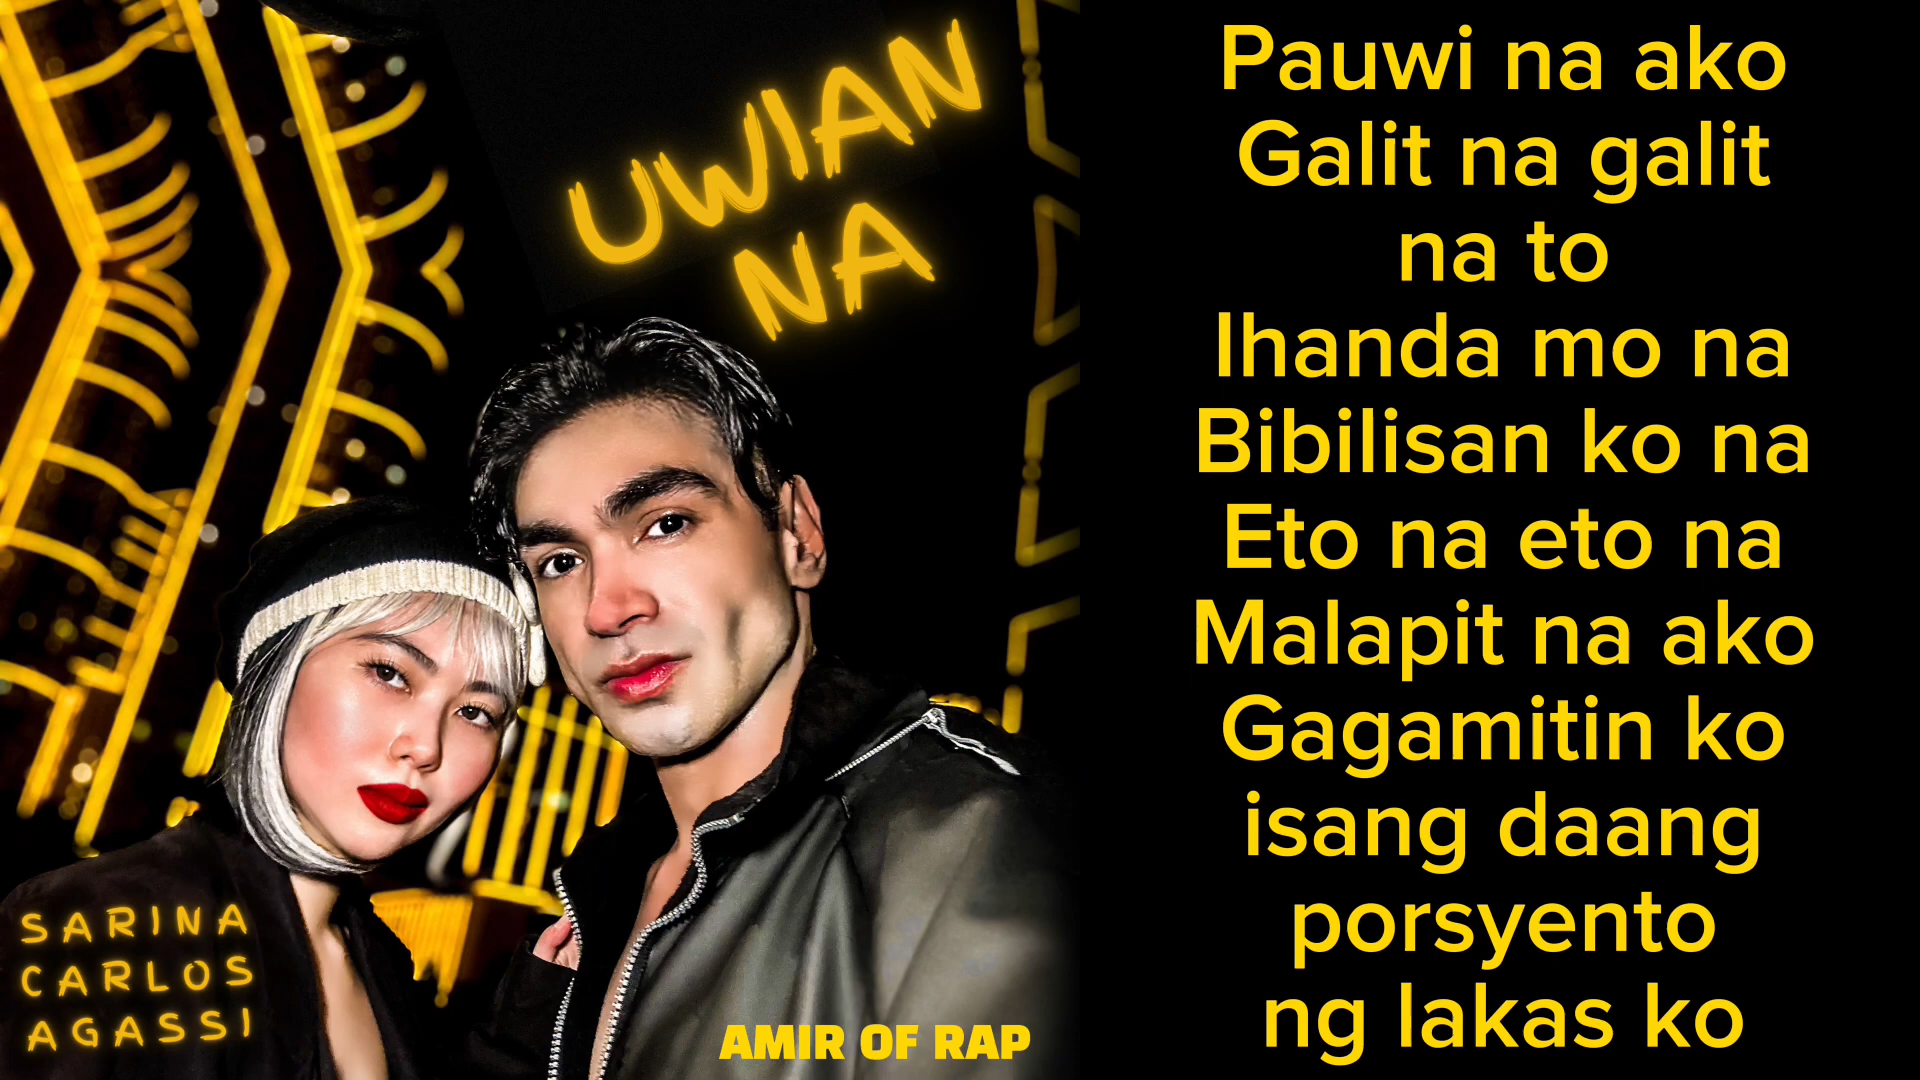 UWIAN
NA
SARINA
CARLOS
AGASSI
AMIR OF RAP
Pauwi na ako
Galit na galit
na to
Ihanda mo na
Bibilisan ko na
Eto na eto na
Malapit na ako
Gagamitin ko
isang daang
porsyento
ng lakas ko